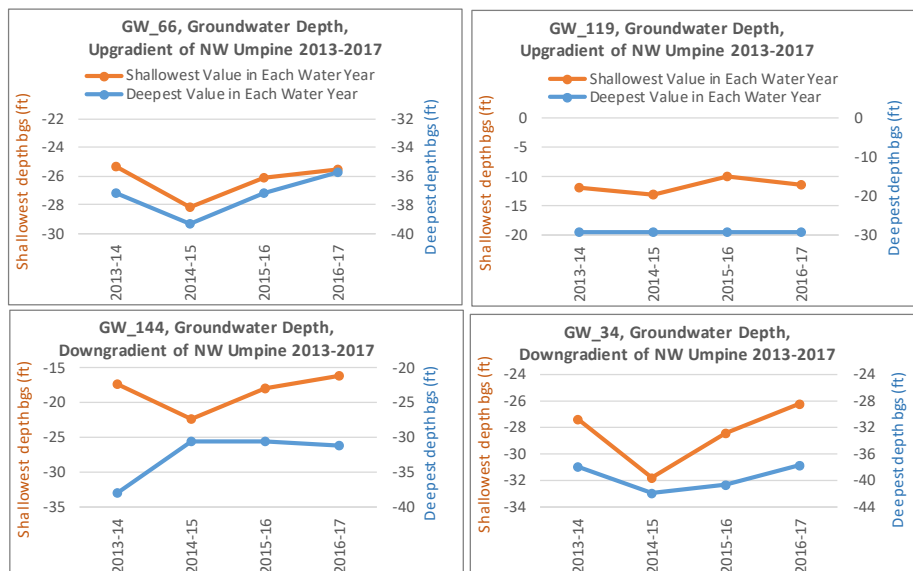 GW_66, Groundwater Depth,
Upgradient of NW Umpine 2013-2017
Shallowest Value in Each Water Year
Deepest Value in Each Water Year
Shallowest depth bgs (ft)
-22
-24
-26
-28
-30
-32
-34
-36
-38
-40
Deepest depth bgs (ft)
2013-14
2014-15
2015-16
2016-17
GW_119, Groundwater Depth,
Upgradient of NW Umpine 2013-2017
Shallowest Value in Each Water Year
Deepest Value in Each Water Year
Shallowest depth bgs (ft)
0
-5
-10
-15
-20
0
-10
-20
-30
Deepest depth bgs (ft)
2013-14
2014-15
2015-16
2016-17
GW_144, Groundwater Depth,
Downgradient of NW Umpine 2013-2017
Shallowest depth bgs (ft)
-15
-20
-25
-30
-35
-20
-25
-30
-35
-40
Deepest depth bgs (ft)
2013-14
2014-15
2015-16
2016-17
GW_34, Groundwater Depth,
Downgradient of NW Umpine 2013-2017
Shallowest depth bgs (ft)
-24
-26
-28
-30
-32
-34
-24
-28
-32
-36
-40
-44
Deepest depth bgs (ft)
2013-14
2014-15
2015-16
2016-17